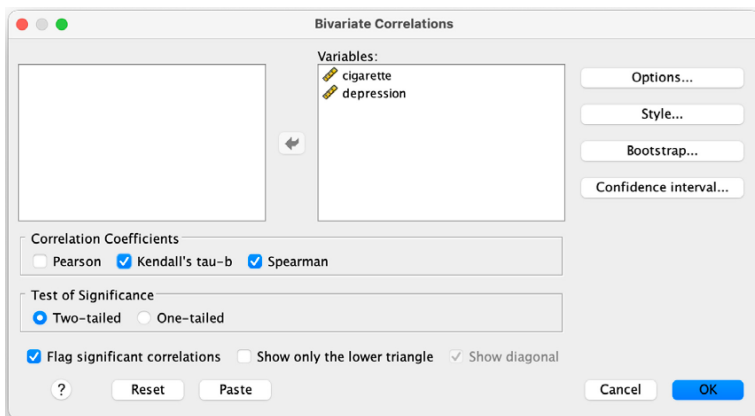 Bivariate Correlations
Variables:
cigarette
depression
Options...
Style...
Bootstrap...
Confidence interval...
Correlation Coefficients
Pearson Kendall's tau-b Spearman
Test of Significance
Two-tailed One-tailed
Flag significant correlations Show only the lower triangle Show diagonal
? Reset Paste Cancel OK